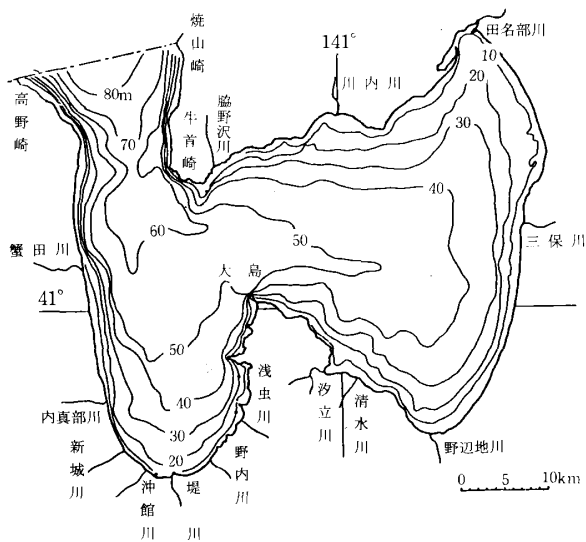 焼山崎
田名部川
141°
10
川内川
20
80m
脇野沢川
高野崎
牛首崎
30
70
40
60
50
三保川
蟹田川
大島
41°
50
浅虫川
40
汐立川
清水川
内真部川
30
新城川
20
野内川
野辺地川
沖館川
堤川
0 5 10km